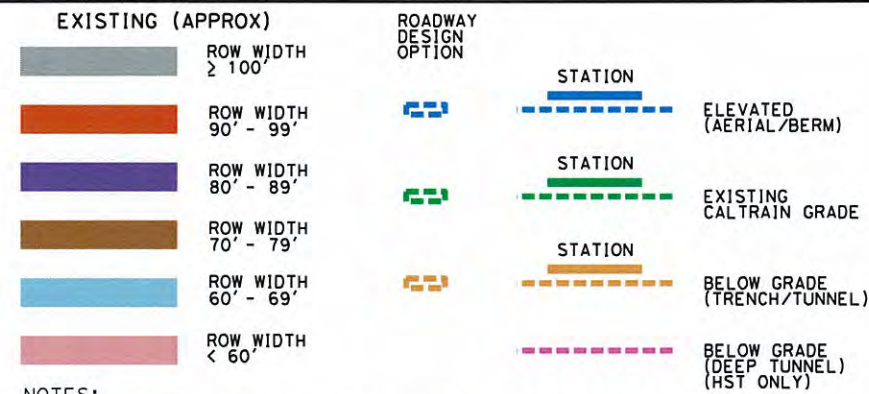 EXISTING (APPROX)
ROW WIDTH
≥ 100'
ROW WIDTH
90' - 99'
ROW WIDTH
80' - 89'
ROW WIDTH
70' - 79'
ROW WIDTH
60' - 69'
ROW WIDTH
< 60'
NOTES:
ROADWAY
DESIGN
OPTION
STATION
ELEVATED
(AERIAL/BERM)
STATION
EXISTING
CALTRAIN GRADE
STATION
BELOW GRADE
(TRENCH/TUNNEL)
BELOW GRADE
(DEEP TUNNEL)
(HST ONLY)